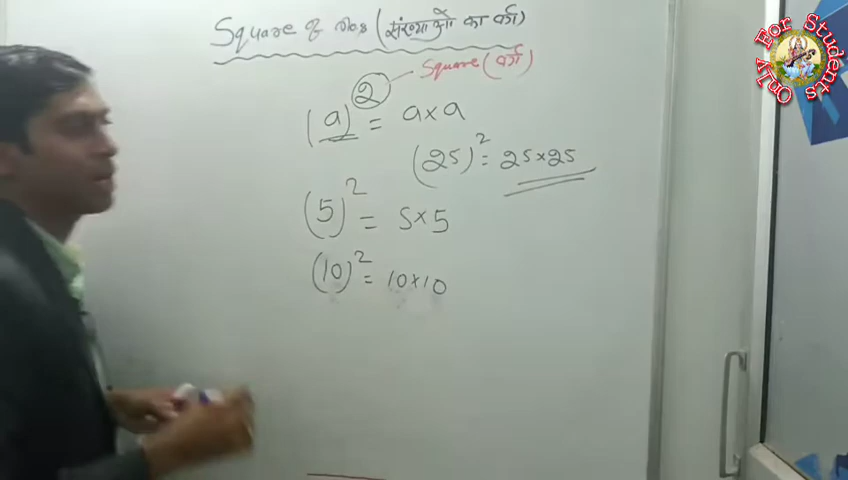 Square of Nos (संख्याओं का वर्ग)
Square (वर्ग)
(a)² = a×a
(25)² = 25×25
(5)² = 5×5
(10)² = 10×10
Only For Students